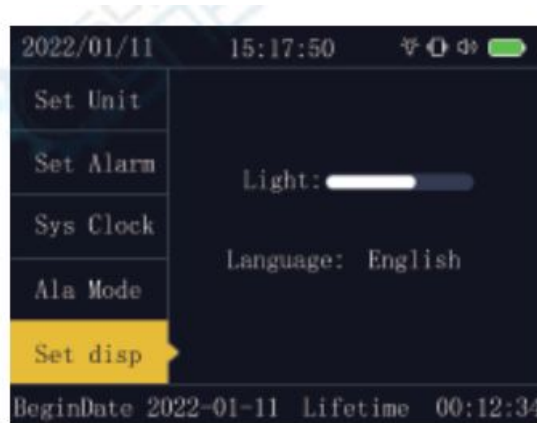 2022/01/11 15:17:50
Set Unit
Set Alarm
Sys Clock
Ala Mode
Set disp
Light:
Language: English
BeginDate 2022-01-11 Lifetime 00:12:34